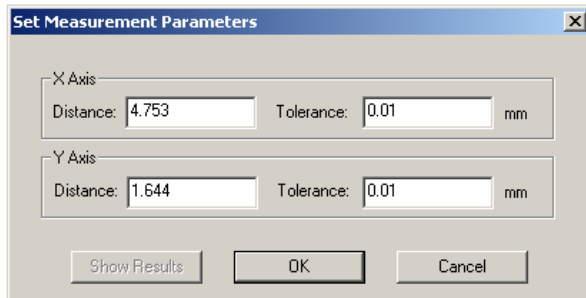 Set Measurement Parameters
X Axis
Distance: 4.753 Tolerance: 0.01 mm
Y Axis
Distance: 1.644 Tolerance: 0.01 mm
Show Results OK Cancel